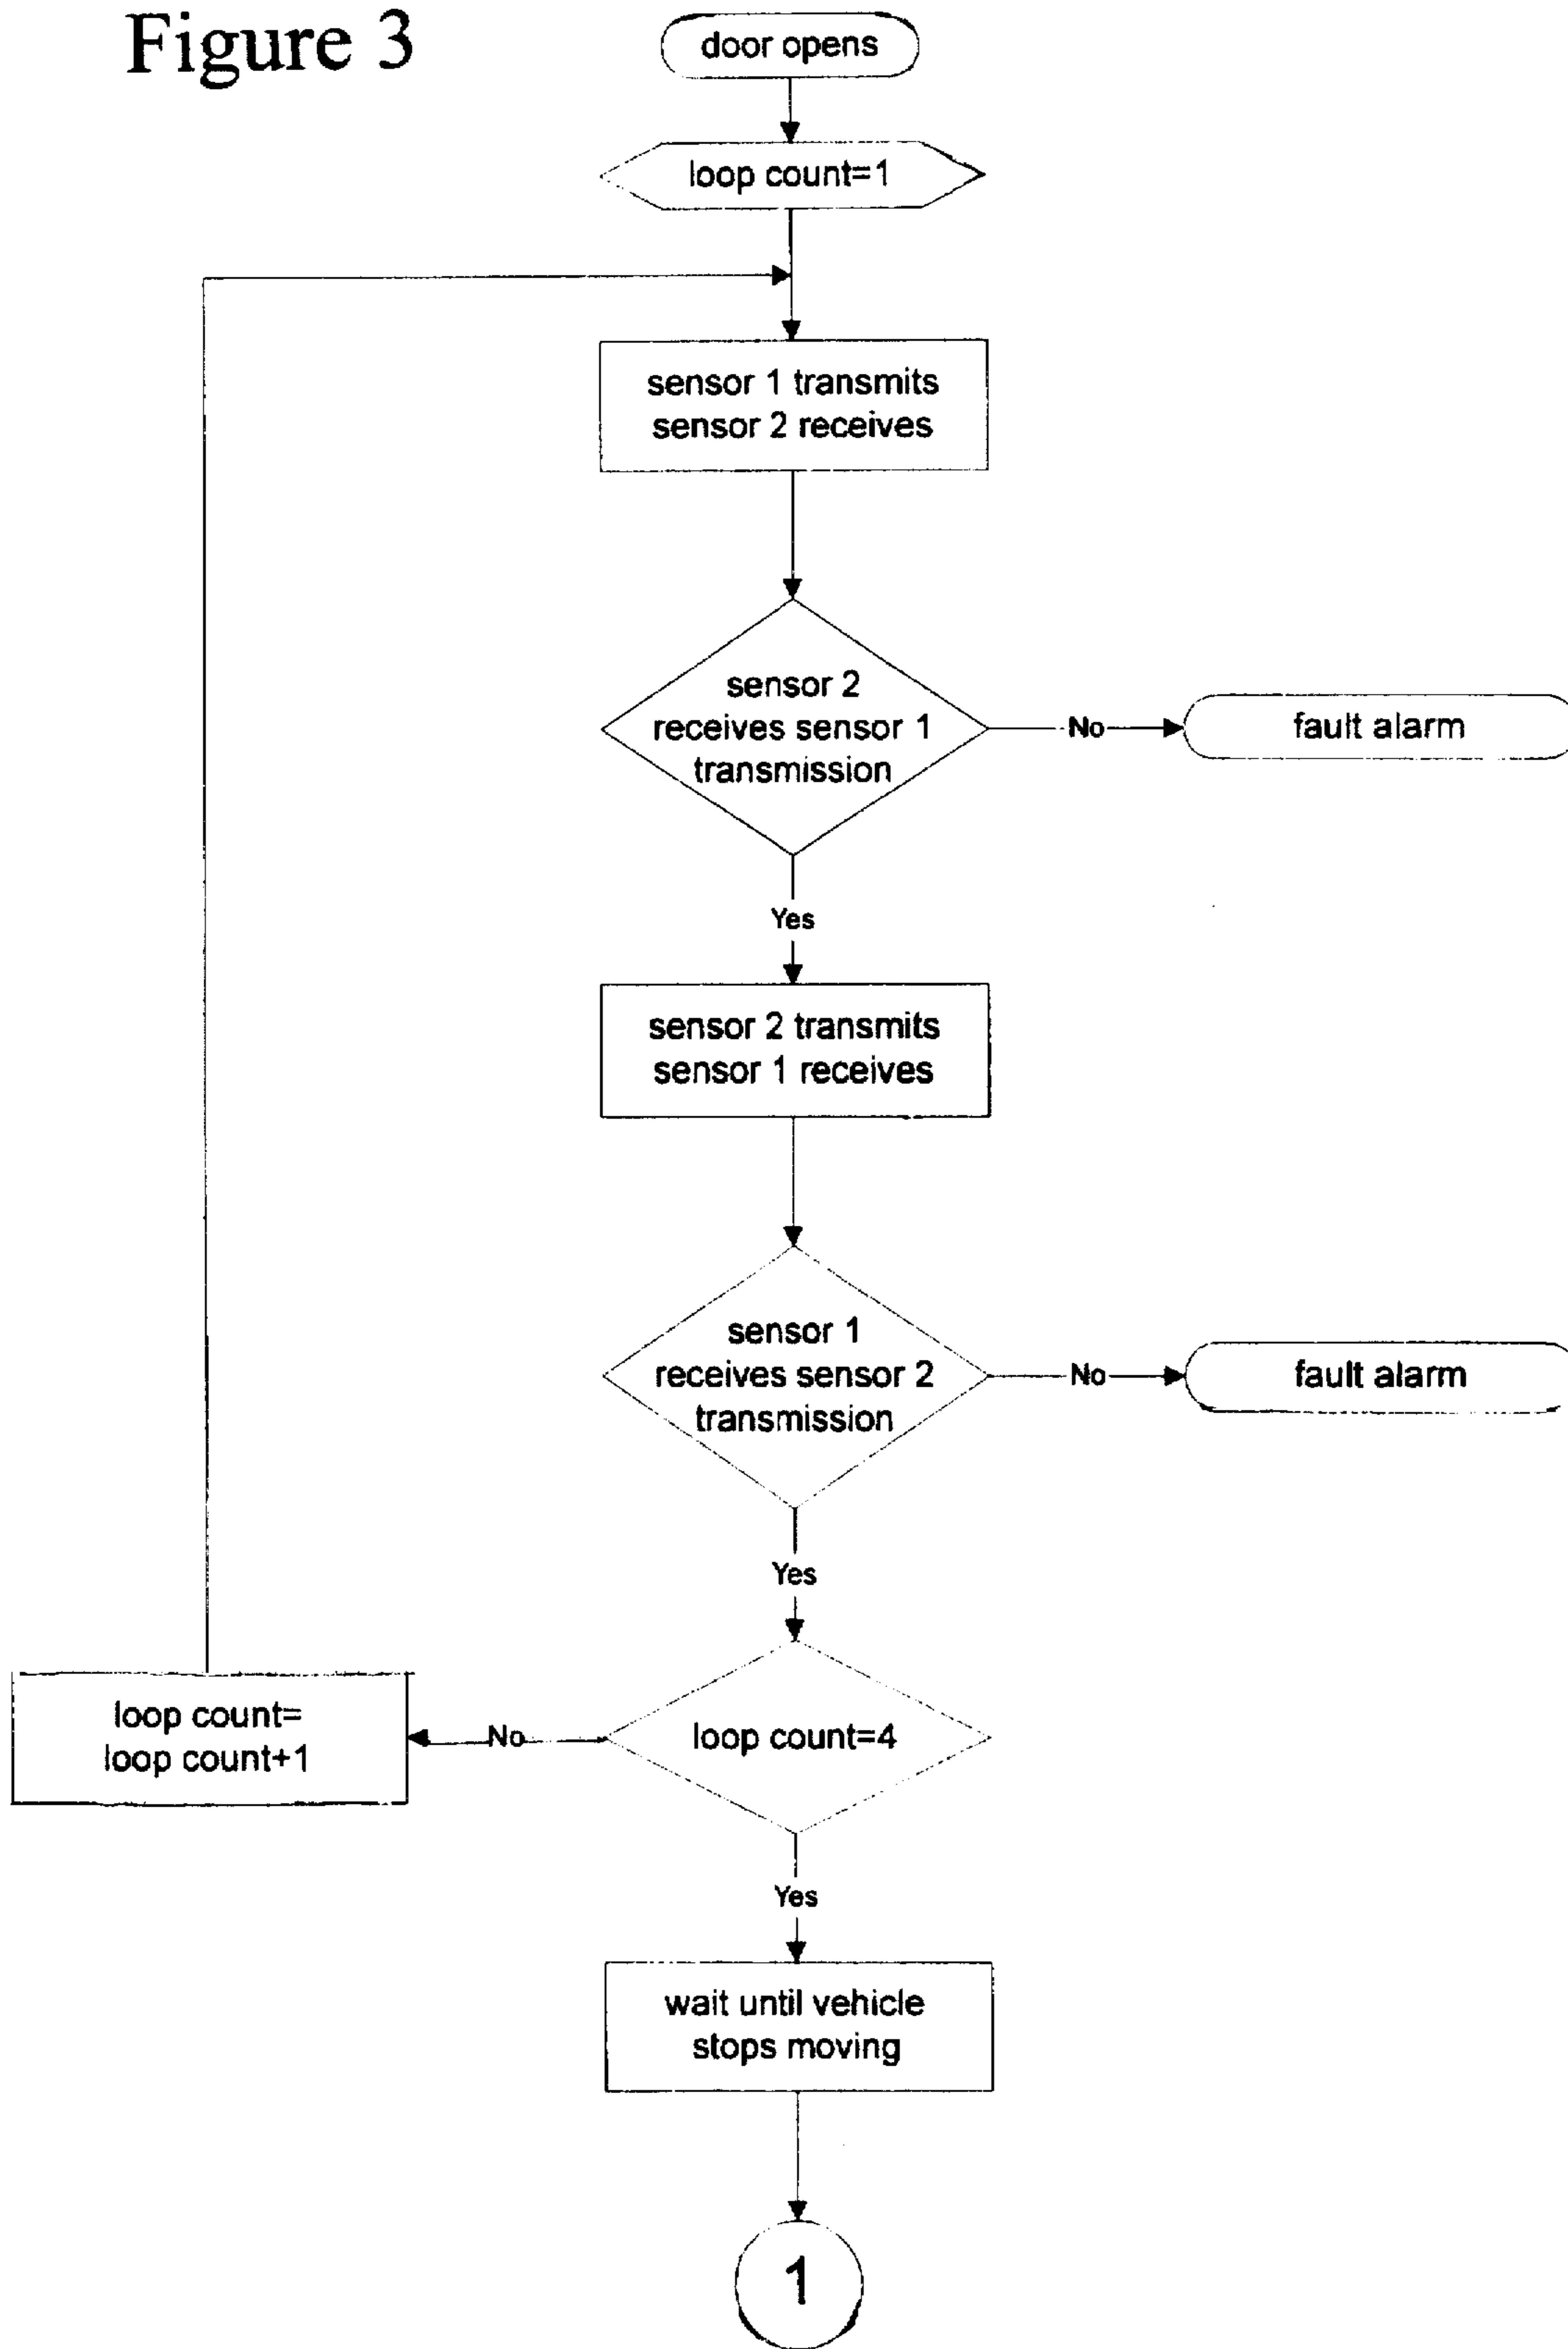 Figure 3
door opens
loop count=1
sensor 1 transmits
sensor 2 receives
sensor 2
receives sensor 1
transmission
No
fault alarm
Yes
sensor 2 transmits
sensor 1 receives
sensor 1
receives sensor 2
transmission
No
fault alarm
Yes
loop count=4
No
loop count=
loop count+1
Yes
wait until vehicle
stops moving
1